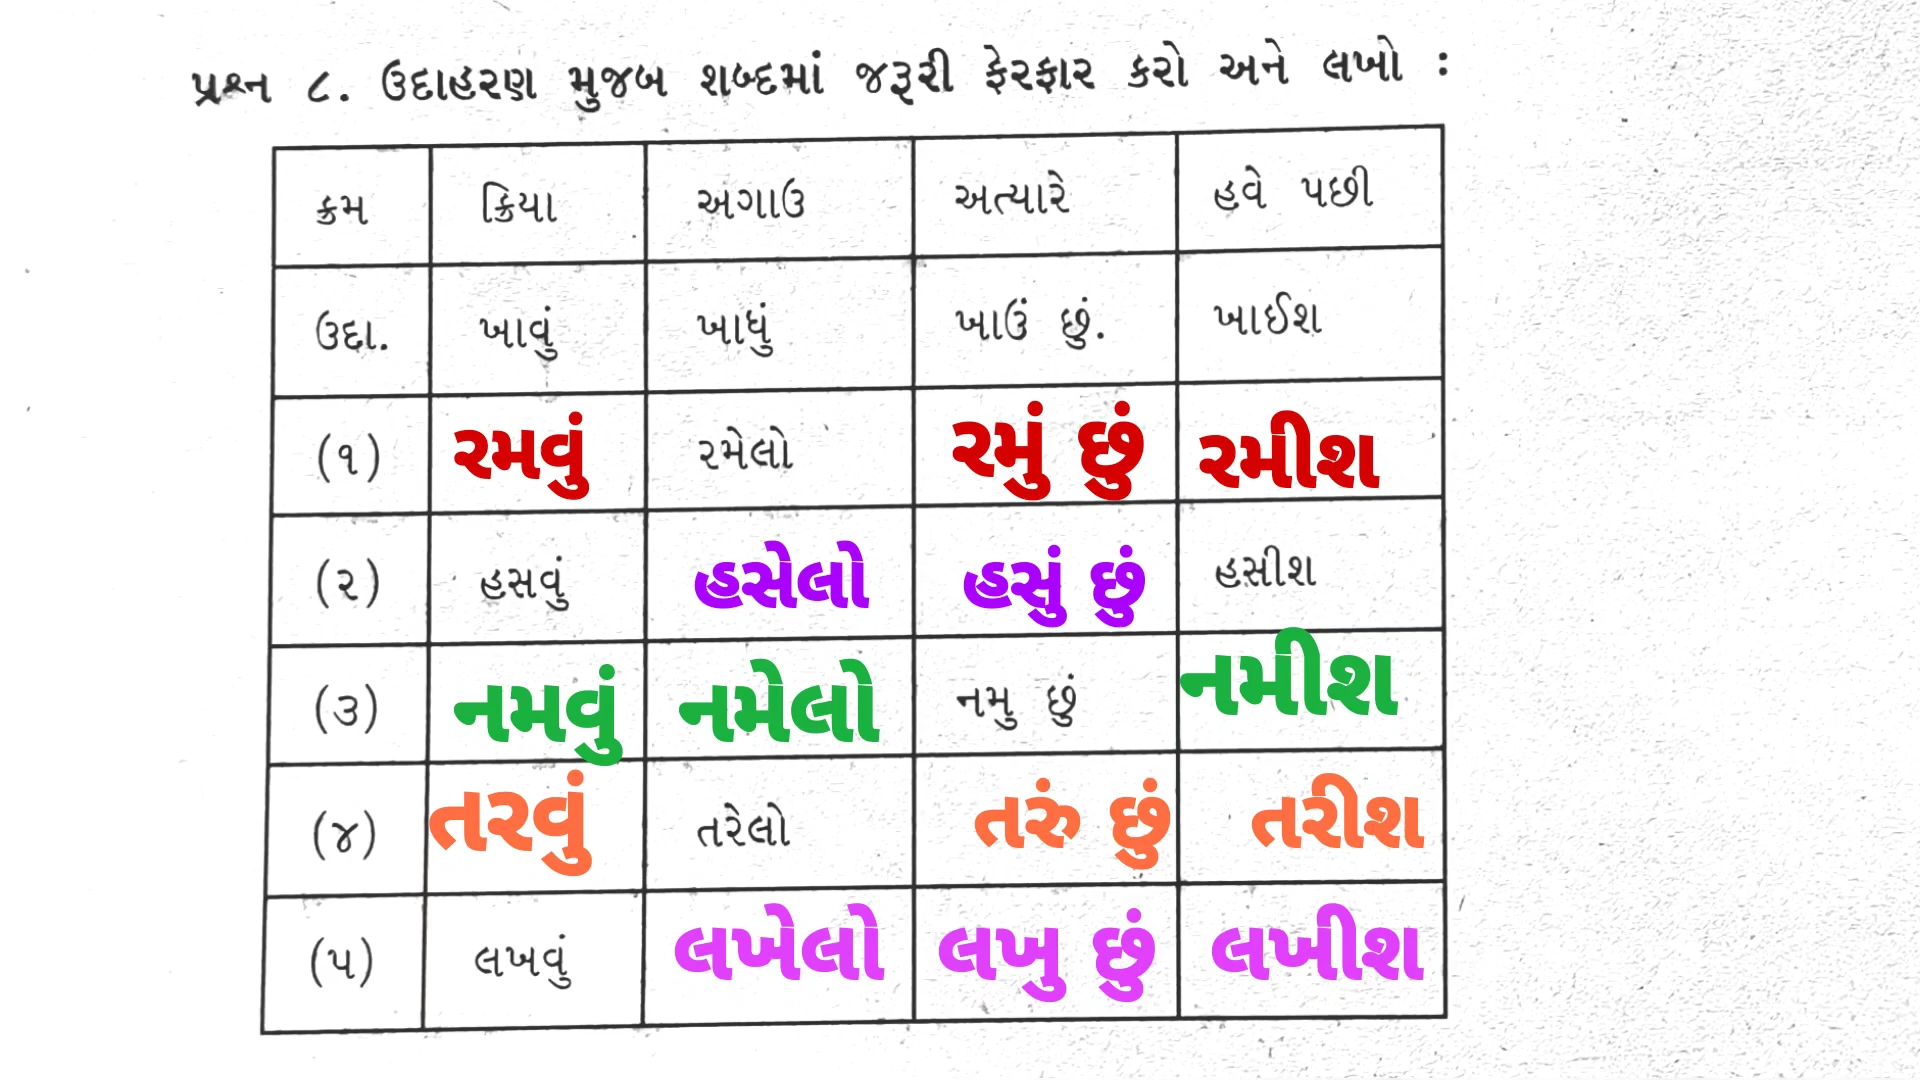 પ્રશ્ન ૮. ઉદાહરણ મુજબ શબ્દમાં જરૂરી ફેરફાર કરો અને લખો :
ક્રમ ક્રિયા અગાઉ અત્યારે હવે પછી
ઉદા. ખાવું ખાધું ખાઉં છું. ખાઈશ
(૧) રમવું રમેલો રમું છું રમીશ
(૨) હસવું હસેલો હસું છું હસીશ
(૩) નમવું નમેલો નમુ છું નમીશ
(૪) તરવું તરેલો તરું છું તરીશ
(૫) લખવું લખેલો લખુ છું લખીશ